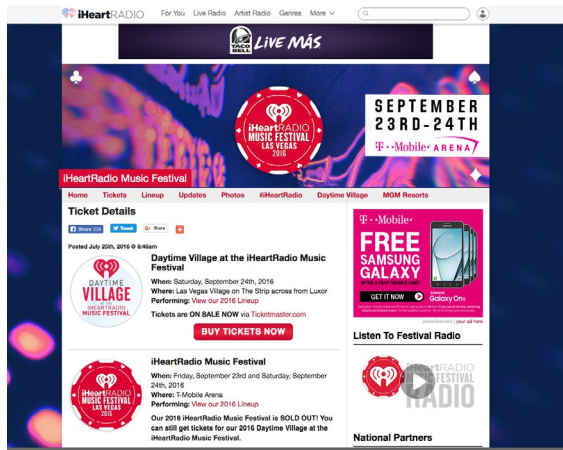 iHeartRADIO For You Live Radio Artist Radio Genres More
TACO BELL LIVE MÁS
iHeartRADIO
MUSIC FESTIVAL
LAS VEGAS
2016
SEPTEMBER
23RD-24TH
T··Mobile· ARENA
iHeartRadio Music Festival
Home Tickets Lineup Updates Photos #iHeartRadio Daytime Village MGM Resorts
Ticket Details
Share 259 Tweet G+ Share
Posted July 25th, 2016 @ 8:46am
DAYTIME
VILLAGE
AT THE
IHEARTRADIO
MUSIC FESTIVAL
Daytime Village at the iHeartRadio Music
Festival
When: Saturday, September 24th, 2016
Where: Las Vegas Village on The Strip across from Luxor
Performing: View our 2016 Lineup
Tickets are ON SALE NOW via Ticketmaster.com
BUY TICKETS NOW
iHeartRADIO
MUSIC FESTIVAL
LAS VEGAS
2016
iHeartRadio Music Festival
When: Friday, September 23rd and Saturday, September
24th, 2016
Where: T-Mobile Arena
Performing: View our 2016 Lineup
Our 2016 iHeartRadio Music Festival is SOLD OUT! You
can still get tickets for our 2016 Daytime Village at the
iHeartRadio Music Festival.
T··Mobile·
FREE
SAMSUNG
GALAXY
GET IT NOW
Galaxy On5
advertisement | your ad here
Listen To Festival Radio
iHeartRADIO
FESTIVAL
RADIO
National Partners